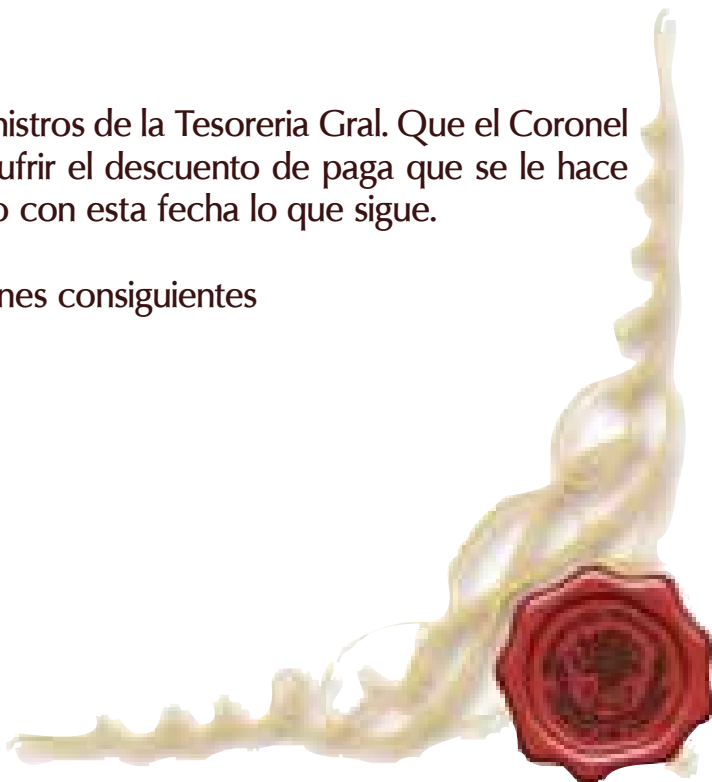 nistros de la Tesoreria Gral. Que el Coronel
ufrir el descuento de paga que se le hace
o con esta fecha lo que sigue.
nes consiguientes